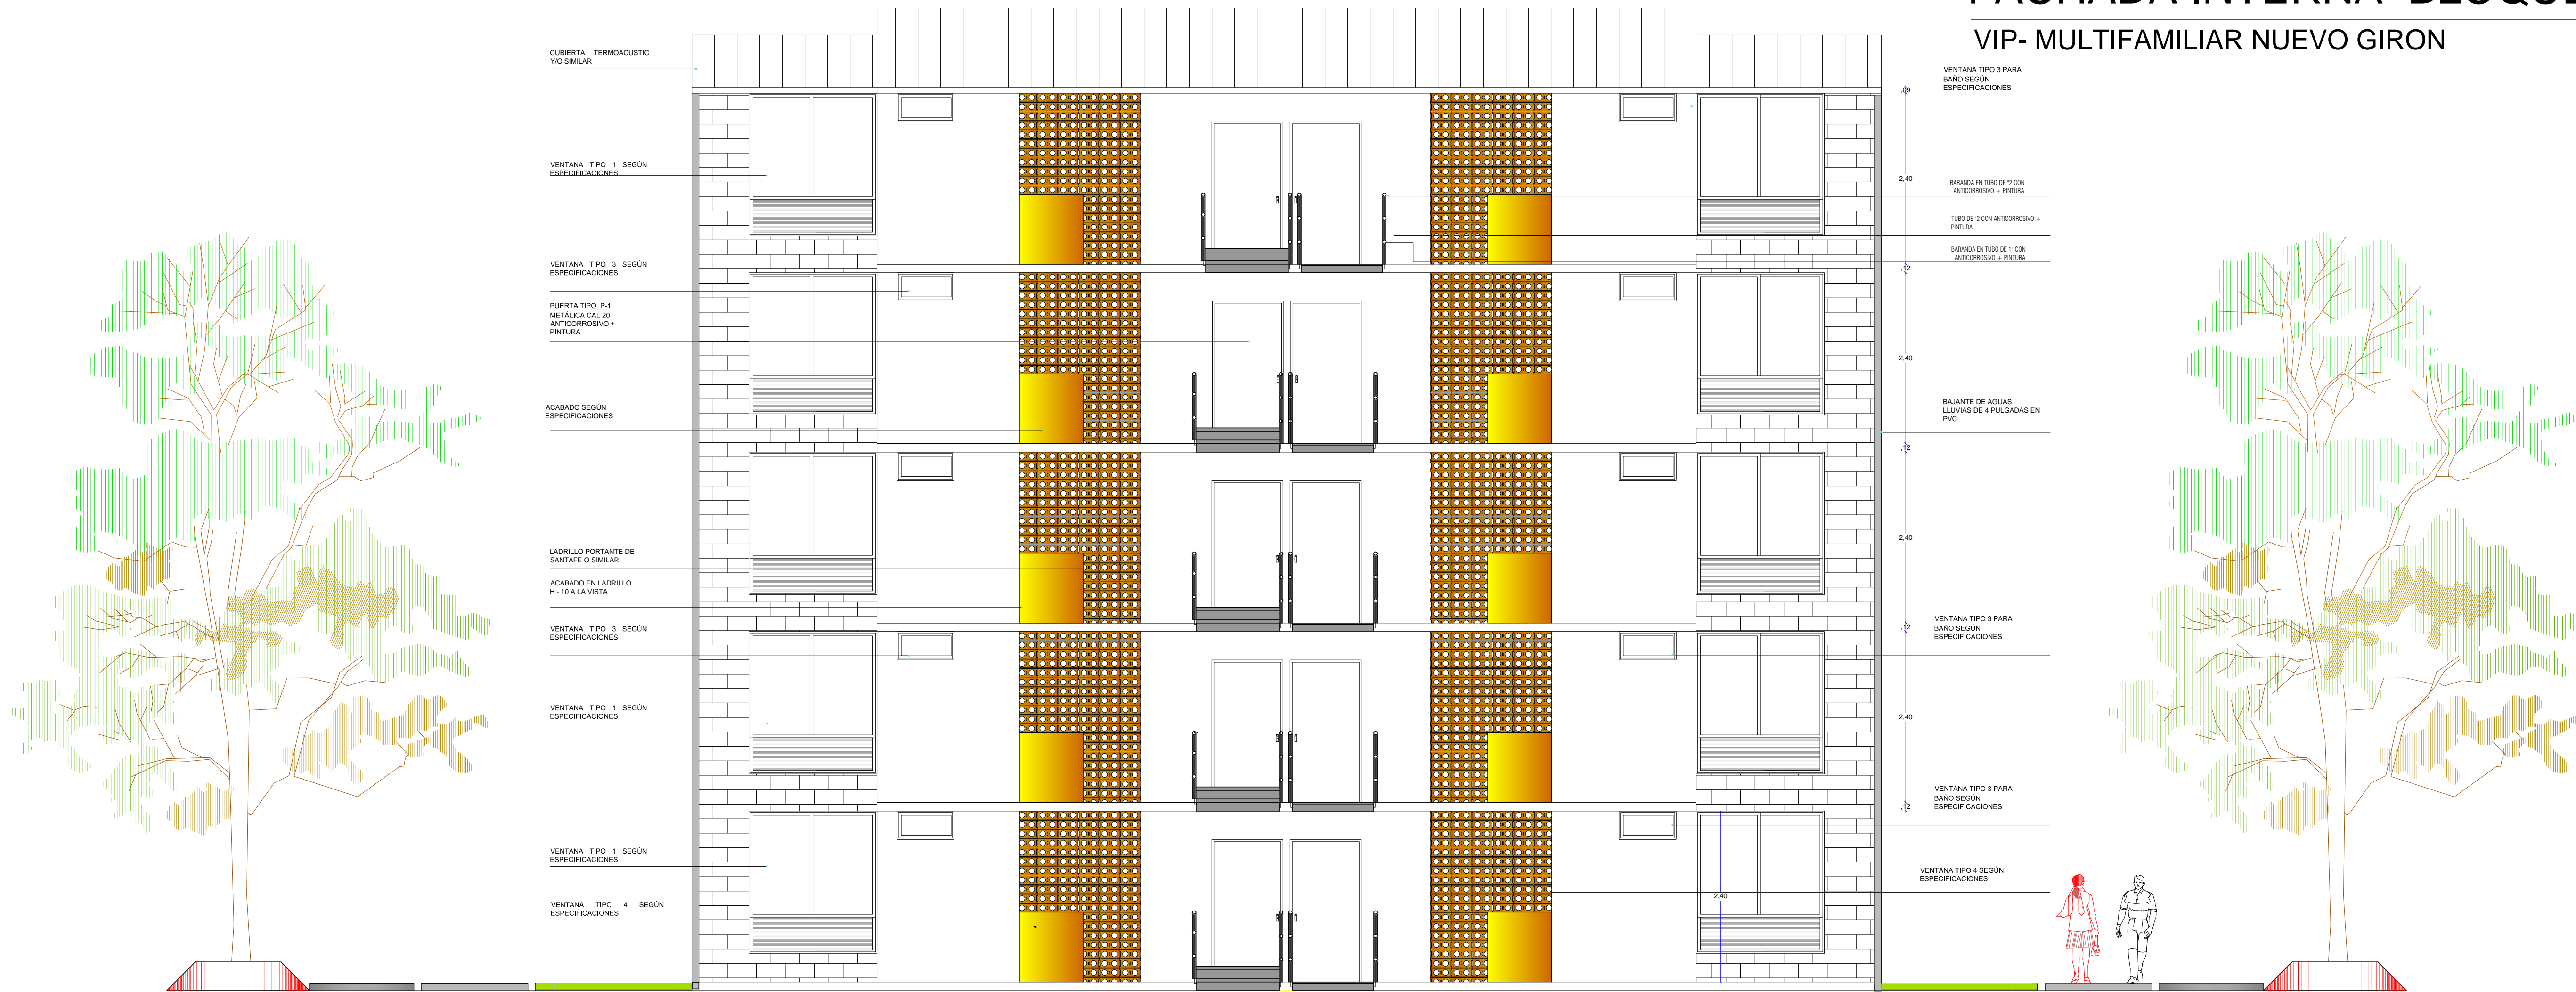 VIP- MULTIFAMILIAR NUEVO GIRON
CUBIERTA TERMOACUSTIC
Y/O SIMILAR
VENTANA TIPO 1 SEGÚN
ESPECIFICACIONES
VENTANA TIPO 3 SEGÚN
ESPECIFICACIONES
PUERTA TIPO P-1
METÁLICA CAL 20
ANTICORROSIVO +
PINTURA
ACABADO SEGÚN
ESPECIFICACIONES
LADRILLO PORTANTE DE
SANTAFE O SIMILAR
ACABADO EN LADRILLO
H - 10 A LA VISTA
VENTANA TIPO 3 SEGÚN
ESPECIFICACIONES
VENTANA TIPO 1 SEGÚN
ESPECIFICACIONES
VENTANA TIPO 1 SEGÚN
ESPECIFICACIONES
VENTANA TIPO 4 SEGÚN
ESPECIFICACIONES
2,40
,09
2,40
,12
2,40
,12
2,40
,12
2,40
,12
VENTANA TIPO 3 PARA
BAÑO SEGÚN
ESPECIFICACIONES
BARANDA EN TUBO DE "2 CON
ANTICORROSIVO + PINTURA
TUBO DE "2 CON ANTICORROSIVO +
PINTURA
BARANDA EN TUBO DE 1" CON
ANTICORROSIVO + PINTURA
BAJANTE DE AGUAS
LLUVIAS DE 4 PULGADAS EN
PVC
VENTANA TIPO 3 PARA
BAÑO SEGÚN
ESPECIFICACIONES
VENTANA TIPO 3 PARA
BAÑO SEGÚN
ESPECIFICACIONES
VENTANA TIPO 4 SEGÚN
ESPECIFICACIONES